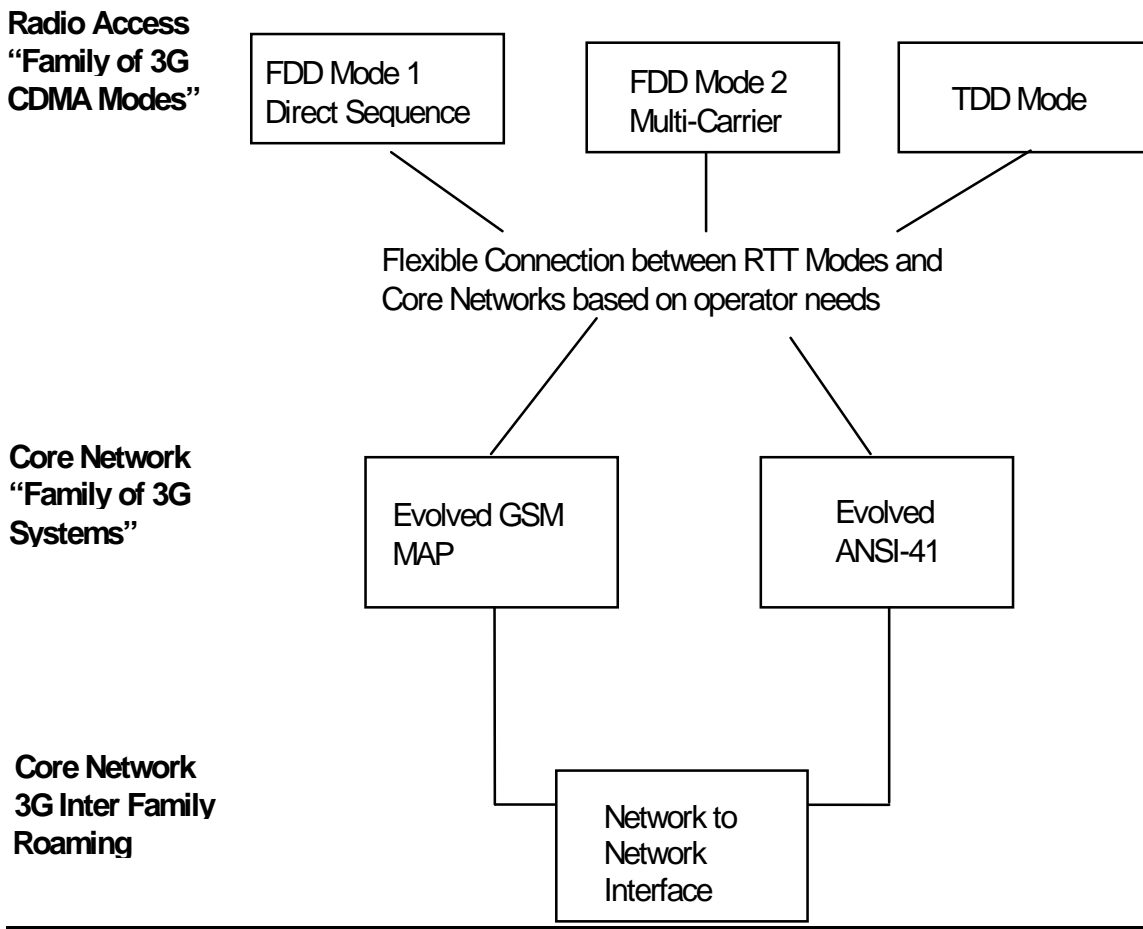 Radio Access
“Family of 3G
CDMA Modes”
FDD Mode 1
Direct Sequence
FDD Mode 2
Multi-Carrier
TDD Mode
Flexible Connection between RTT Modes and
Core Networks based on operator needs
Core Network
“Family of 3G
Systems”
Evolved GSM
MAP
Evolved
ANSI-41
Core Network
3G Inter Family
Roaming
Network to
Network
Interface